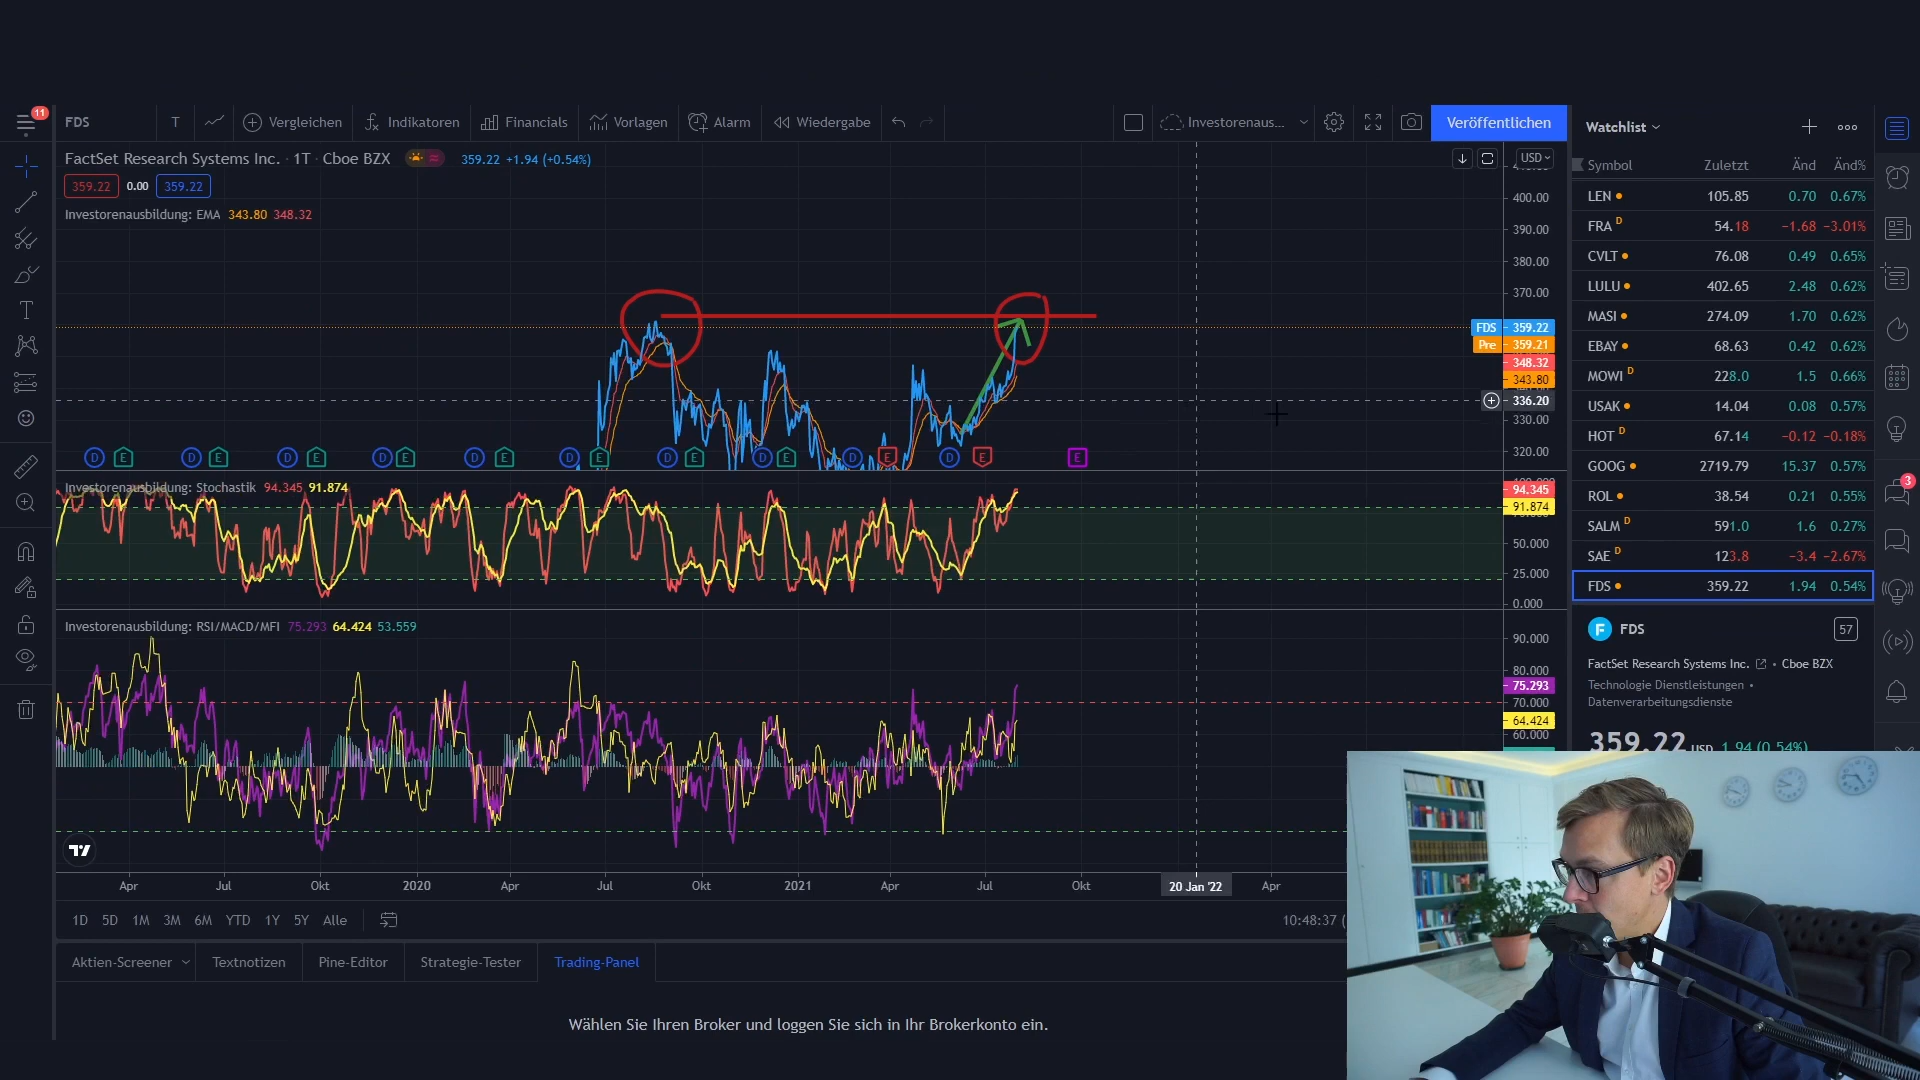 11
FDS
T
Vergleichen
Indikatoren
Financials
Vorlagen
Alarm
Wiedergabe
Investorenaus...
Veröffentlichen
FactSet Research Systems Inc. · 1T · Cboe BZX
359.22 +1.94 (+0.54%)
359.22 0.00 359.22
Investorenausbildung: EMA 343.80 348.32
USD
400.00
390.00
380.00
370.00
FDS 359.22
Pre 359.21
348.32
343.80
336.20
330.00
320.00
D E D E D E D E D E D E D E D E D E D E E
Investorenausbildung: Stochastik 94.345 91.874
94.345
91.874
50.000
25.000
0.000
Investorenausbildung: RSI/MACD/MFI 75.293 64.424 53.559
90.000
80.000
75.293
70.000
64.424
60.000
Apr Jul Okt 2020 Apr Jul Okt 2021 Apr Jul Okt 20 Jan '22 Apr
1D 5D 1M 3M 6M YTD 1Y 5Y Alle
10:48:37 (
Aktien-Screener Textnotizen Pine-Editor Strategie-Tester Trading-Panel
Wählen Sie Ihren Broker und loggen Sie sich in Ihr Brokerkonto ein.
Watchlist
Symbol Zuletzt Änd Änd%
LEN 105.85 0.70 0.67%
FRA D 54.18 −1.68 −3.01%
CVLT 76.08 0.49 0.65%
LULU 402.65 2.48 0.62%
MASI 274.09 1.70 0.62%
EBAY 68.63 0.42 0.62%
MOWI D 228.0 1.5 0.66%
USAK 14.04 0.08 0.57%
HOT D 67.14 −0.12 −0.18%
GOOG 2719.79 15.37 0.57%
ROL 38.54 0.21 0.55%
SALM D 591.0 1.6 0.27%
SAE D 123.8 −3.4 −2.67%
FDS 359.22 1.94 0.54%
F FDS 57
FactSet Research Systems Inc. • Cboe BZX
Technologie Dienstleistungen •
Datenverarbeitungsdienste
359.22 USD 1.94 (0.54%)
3